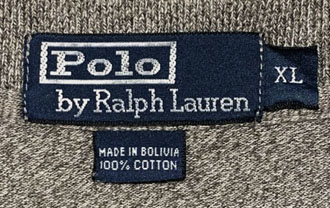 Polo
by Ralph Lauren
XL
MADE IN BOLIVIA
100% COTTON